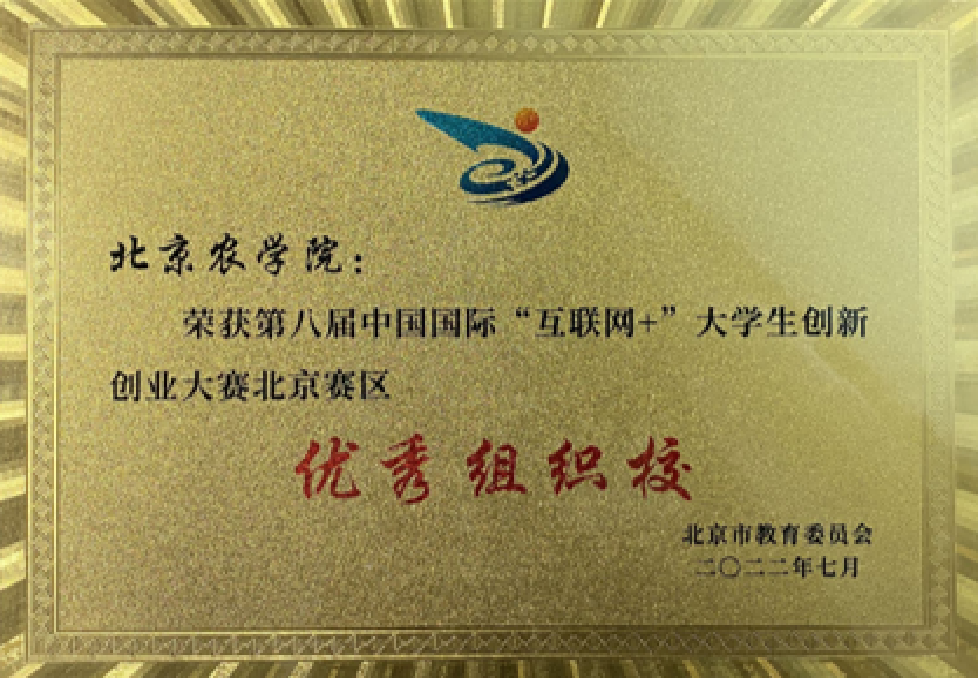 北京农学院：
荣获第八届中国国际“互联网+”大学生创新
创业大赛北京赛区
优秀组织校
北京市教育委员会
二〇二二年七月